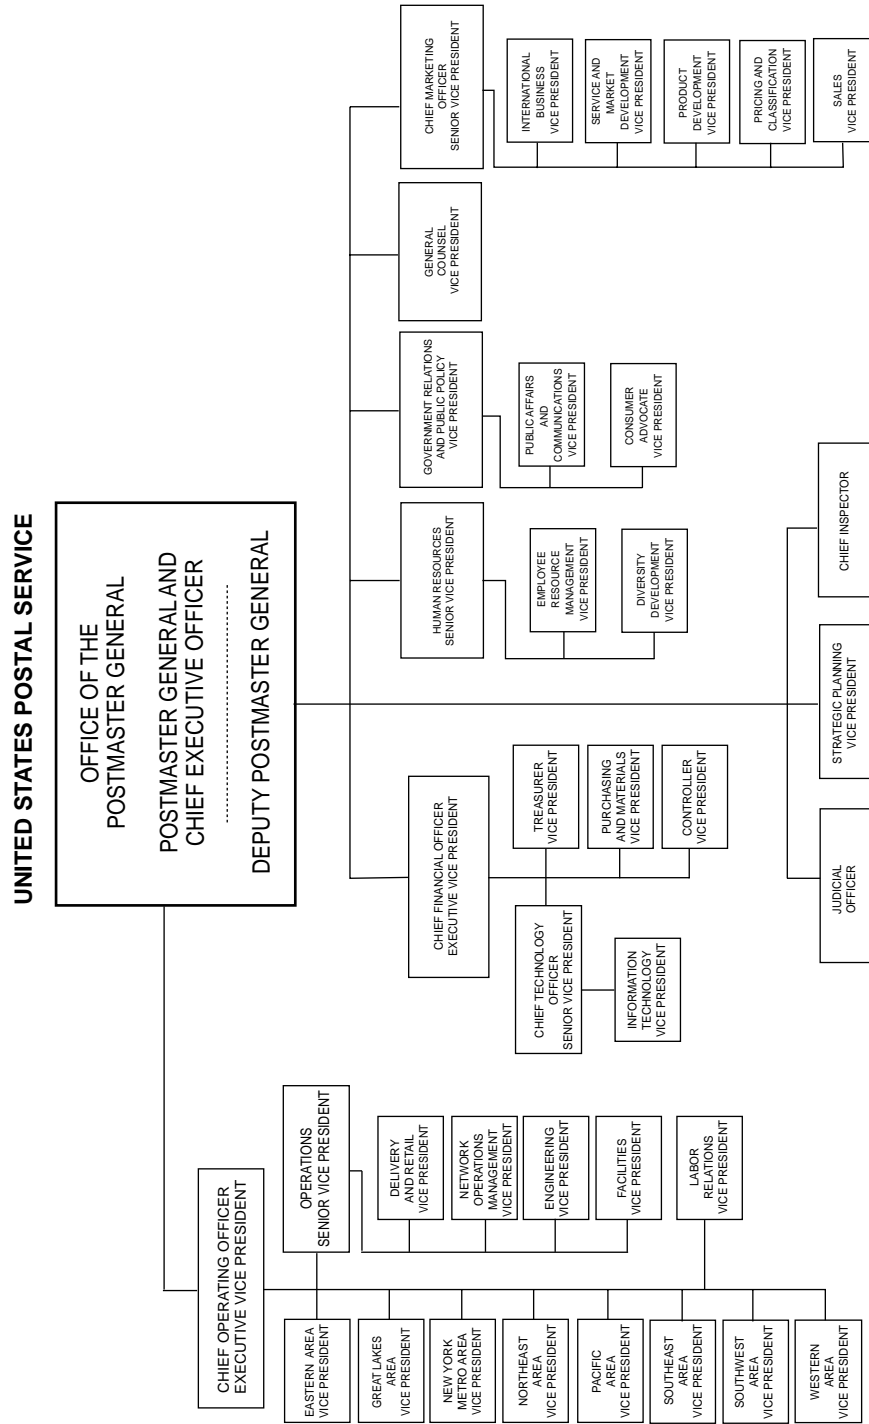 UNITED STATES POSTAL SERVICE
OFFICE OF THE
POSTMASTER GENERAL
POSTMASTER GENERAL AND
CHIEF EXECUTIVE OFFICER
DEPUTY POSTMASTER GENERAL
CHIEF OPERATING OFFICER
EXECUTIVE VICE PRESIDENT
EASTERN AREA
VICE PRESIDENT
GREAT LAKES
AREA
VICE PRESIDENT
NEW YORK
METRO AREA
VICE PRESIDENT
NORTHEAST
AREA
VICE PRESIDENT
PACIFIC
AREA
VICE PRESIDENT
SOUTHEAST
AREA
VICE PRESIDENT
SOUTHWEST
AREA
VICE PRESIDENT
WESTERN
AREA
VICE PRESIDENT
OPERATIONS
SENIOR VICE PRESIDENT
DELIVERY
AND RETAIL
VICE PRESIDENT
NETWORK
OPERATIONS
MANAGEMENT
VICE PRESIDENT
ENGINEERING
VICE PRESIDENT
FACILITIES
VICE PRESIDENT
LABOR
RELATIONS
VICE PRESIDENT
CHIEF FINANCIAL OFFICER
EXECUTIVE VICE PRESIDENT
CHIEF TECHNOLOGY
OFFICER
SENIOR VICE PRESIDENT
INFORMATION
TECHNOLOGY
VICE PRESIDENT
TREASURER
VICE PRESIDENT
PURCHASING
AND MATERIALS
VICE PRESIDENT
CONTROLLER
VICE PRESIDENT
HUMAN RESOURCES
SENIOR VICE PRESIDENT
EMPLOYEE
RESOURCE
MANAGEMENT
VICE PRESIDENT
DIVERSITY
DEVELOPMENT
VICE PRESIDENT
GOVERNMENT RELATIONS
AND PUBLIC POLICY
VICE PRESIDENT
PUBLIC AFFAIRS
AND
COMMUNICATIONS
VICE PRESIDENT
CONSUMER
ADVOCATE
VICE PRESIDENT
GENERAL
COUNSEL
VICE PRESIDENT
CHIEF MARKETING
OFFICER
SENIOR VICE PRESIDENT
INTERNATIONAL
BUSINESS
VICE PRESIDENT
SERVICE AND
MARKET
DEVELOPMENT
VICE PRESIDENT
PRODUCT
DEVELOPMENT
VICE PRESIDENT
PRICING AND
CLASSIFICATION
VICE PRESIDENT
SALES
VICE PRESIDENT
JUDICIAL
OFFICER
STRATEGIC PLANNING
VICE PRESIDENT
CHIEF INSPECTOR